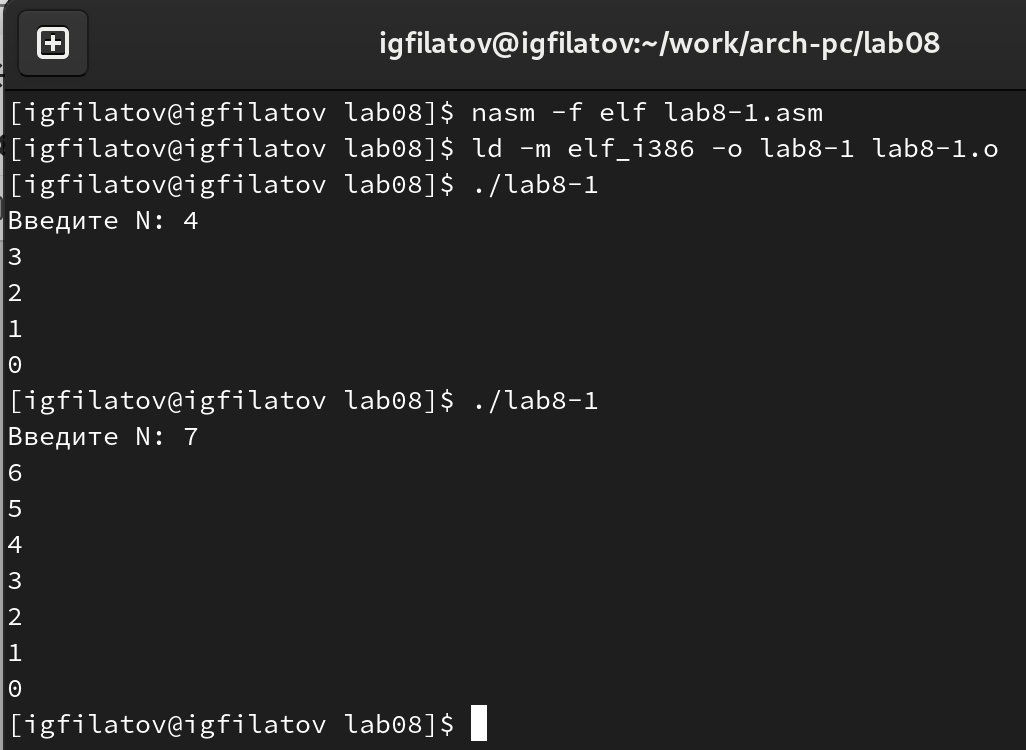 igfilatov@igfilatov:~/work/arch-pc/lab08
[igfilatov@igfilatov lab08]$ nasm -f elf lab8-1.asm
[igfilatov@igfilatov lab08]$ ld -m elf_i386 -o lab8-1 lab8-1.o
[igfilatov@igfilatov lab08]$ ./lab8-1
Введите N: 4
3
2
1
0
[igfilatov@igfilatov lab08]$ ./lab8-1
Введите N: 7
6
5
4
3
2
1
0
[igfilatov@igfilatov lab08]$